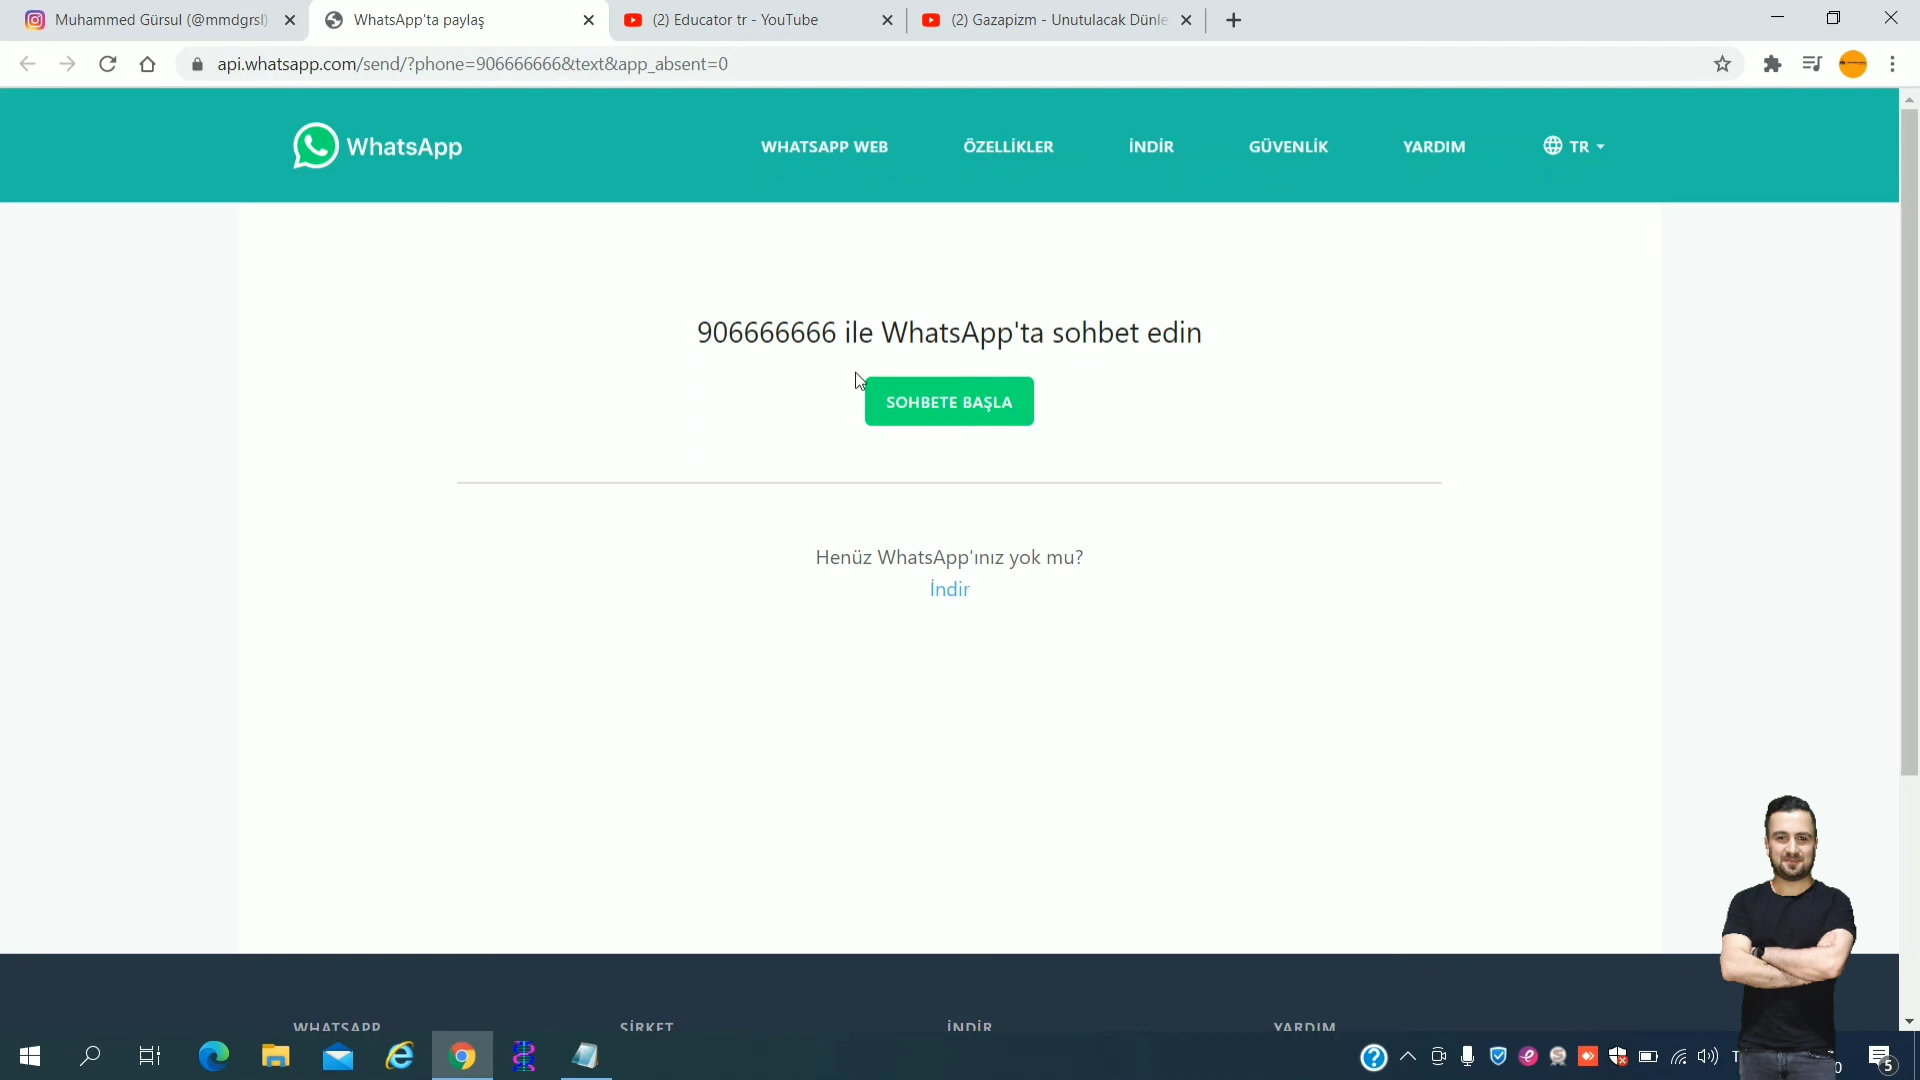 Muhammed Gürsul (@mmdgrsl)
WhatsApp'ta paylaş
(2) Educator tr - YouTube
(2) Gazapizm - Unutulacak Dünle
api.whatsapp.com/send/?phone=906666666&text&app_absent=0
WhatsApp
WHATSAPP WEB
ÖZELLİKLER
İNDİR
GÜVENLİK
YARDIM
TR
906666666 ile WhatsApp'ta sohbet edin
SOHBETE BAŞLA
Henüz WhatsApp'ınız yok mu?
İndir
WHATSAPP
ŞİRKET
İNDİR
YARDIM
5